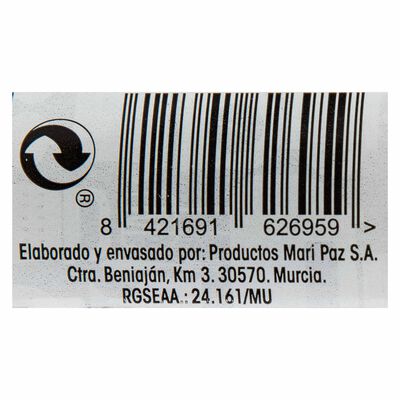 ®
8 421691 626959 >
Elaborado y envasado por: Productos Mari Paz S.A.
Ctra. Beniaján, Km 3. 30570. Murcia.
RGSEAA.: 24.161/MU